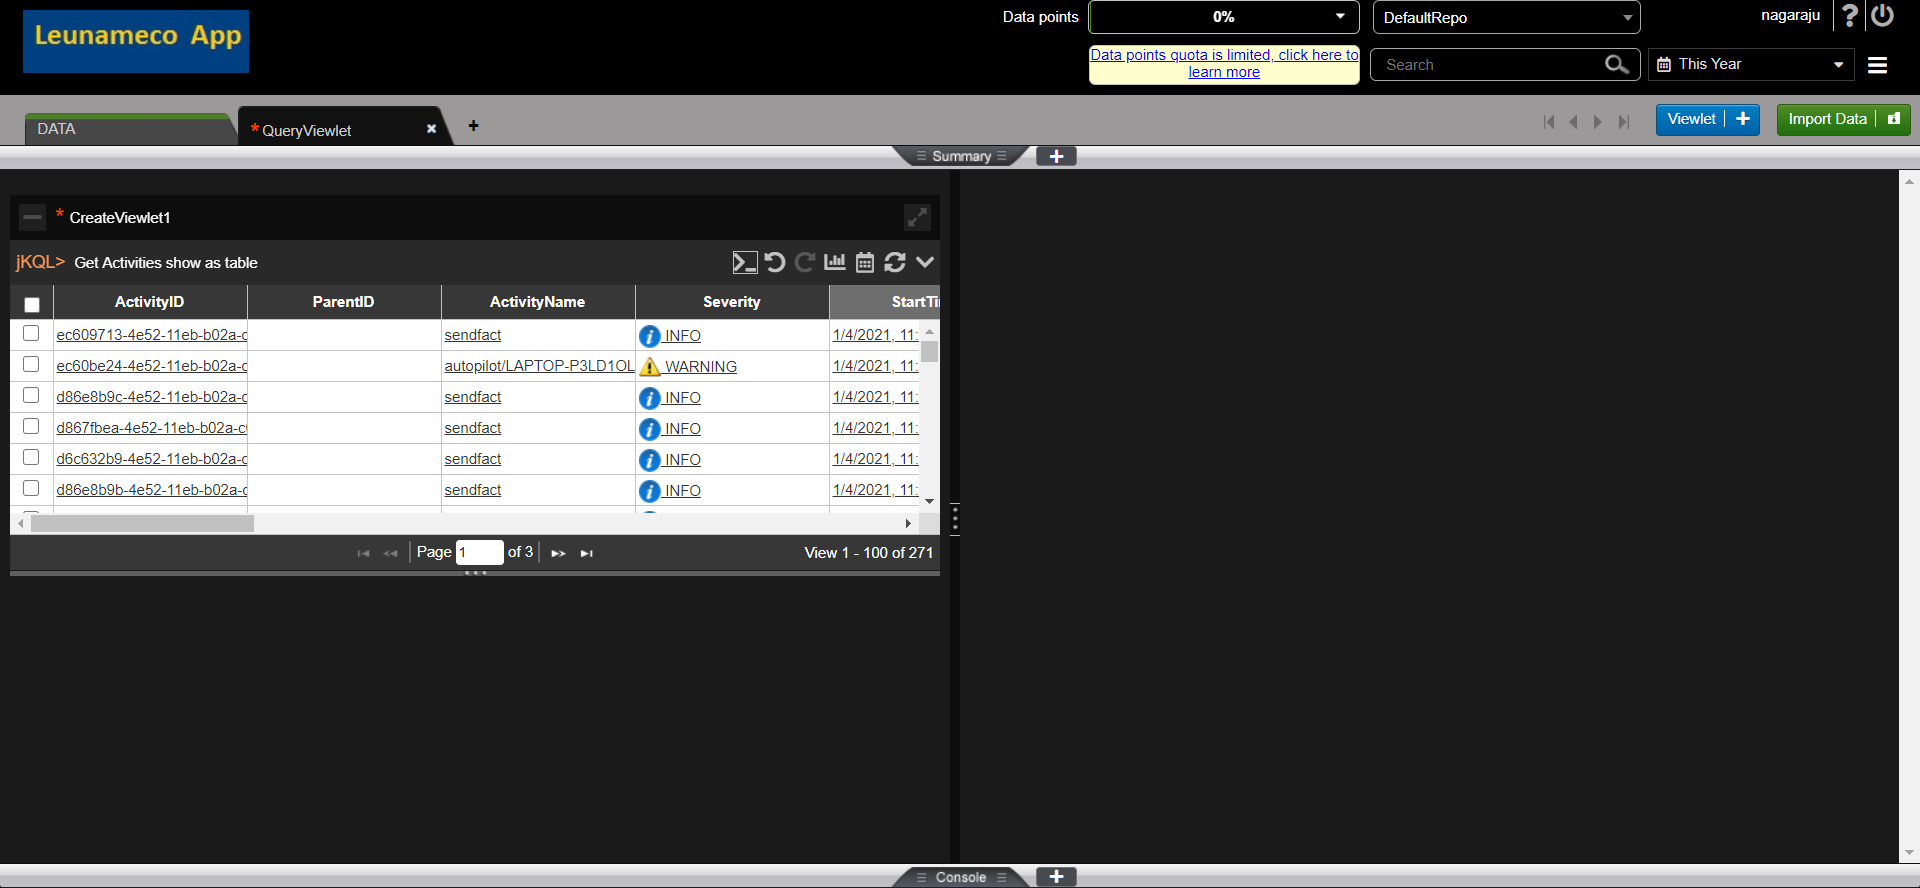 Leunameco App
Data points
0%
DefaultRepo
nagaraju
Data points quota is limited, click here to
learn more
Search
This Year
DATA
* QueryViewlet
Viewlet
Import Data
Summary
* CreateViewlet1
jKQL> Get Activities show as table
ActivityID ParentID ActivityName Severity StartTi
ec609713-4e52-11eb-b02a-c sendfact INFO 1/4/2021, 11:
ec60be24-4e52-11eb-b02a-c autopilot/LAPTOP-P3LD1OL WARNING 1/4/2021, 11:
d86e8b9c-4e52-11eb-b02a-c sendfact INFO 1/4/2021, 11:
d867fbea-4e52-11eb-b02a-c sendfact INFO 1/4/2021, 11:
d6c632b9-4e52-11eb-b02a-c sendfact INFO 1/4/2021, 11:
d86e8b9b-4e52-11eb-b02a-c sendfact INFO 1/4/2021, 11:
Page 1 of 3
View 1 - 100 of 271
Console